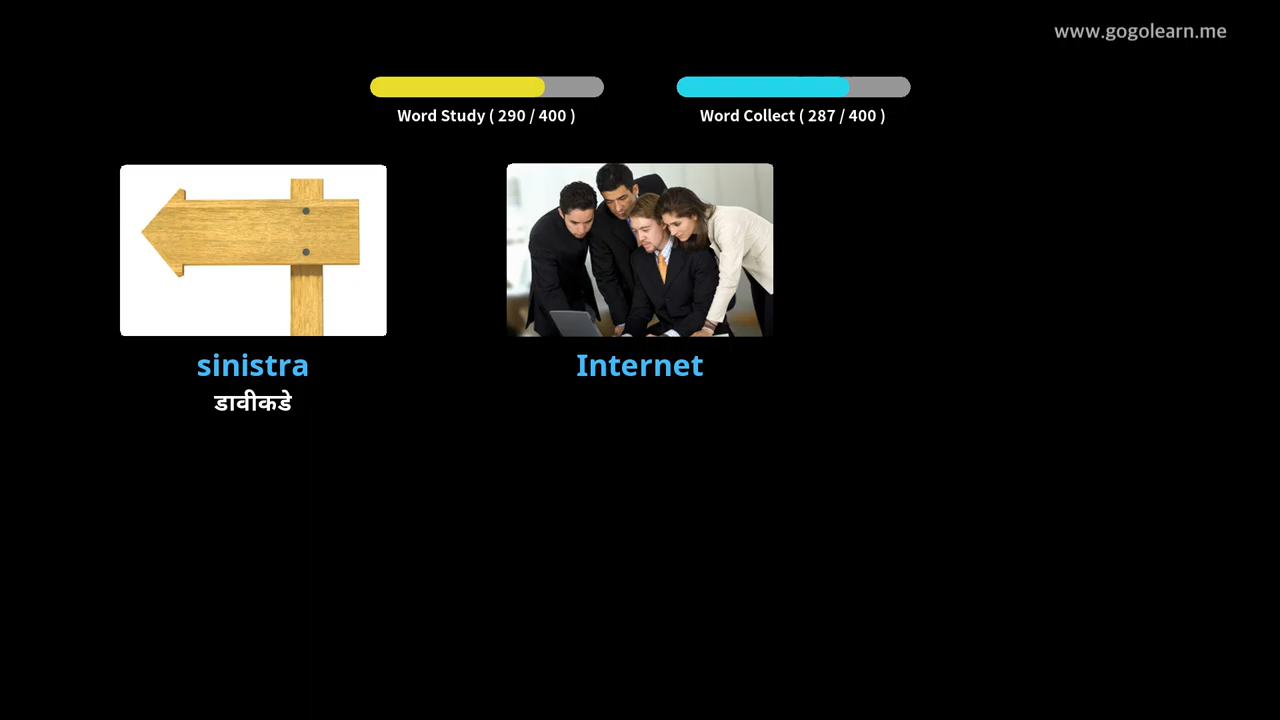 www.gogolearn.me
Word Study ( 290 / 400 )
Word Collect ( 287 / 400 )
sinistra
Internet
डावीकडे